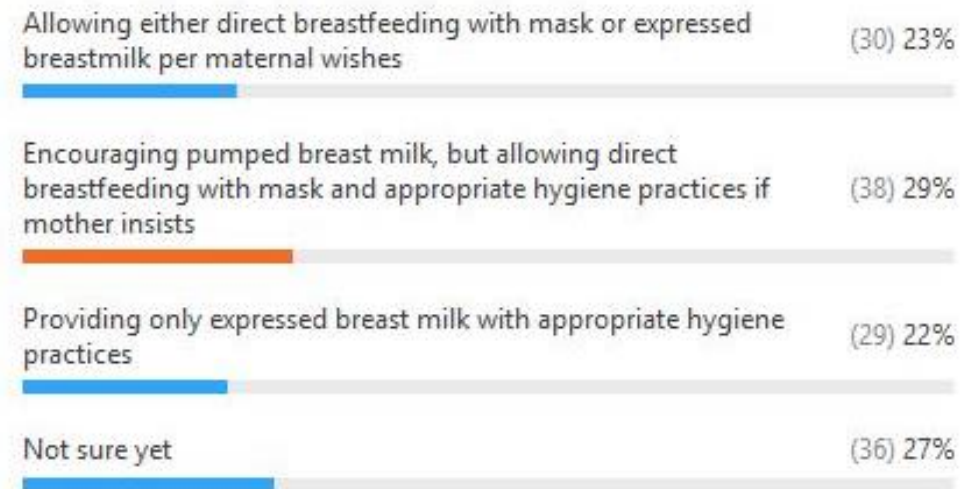 Allowing either direct breastfeeding with mask or expressed
breastmilk per maternal wishes
(30) 23%
Encouraging pumped breast milk, but allowing direct
breastfeeding with mask and appropriate hygiene practices if
mother insists
(38) 29%
Providing only expressed breast milk with appropriate hygiene
practices
(29) 22%
Not sure yet
(36) 27%